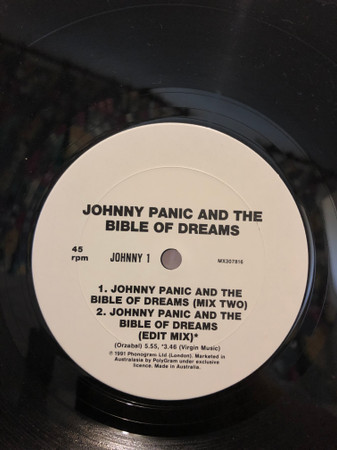 JOHNNY PANIC AND THE
BIBLE OF DREAMS
45
rpm
JOHNNY 1
MX307816
1. JOHNNY PANIC AND THE
BIBLE OF DREAMS (MIX TWO)
2. JOHNNY PANIC AND THE
BIBLE OF DREAMS
(EDIT MIX)*
(Orzabel) 5.55, *3.46 (Virgin Music)
℗ 1991 Phonogram Ltd (London). Marketed in
Australasia by PolyGram under exclusive
licence. Made in Australia.